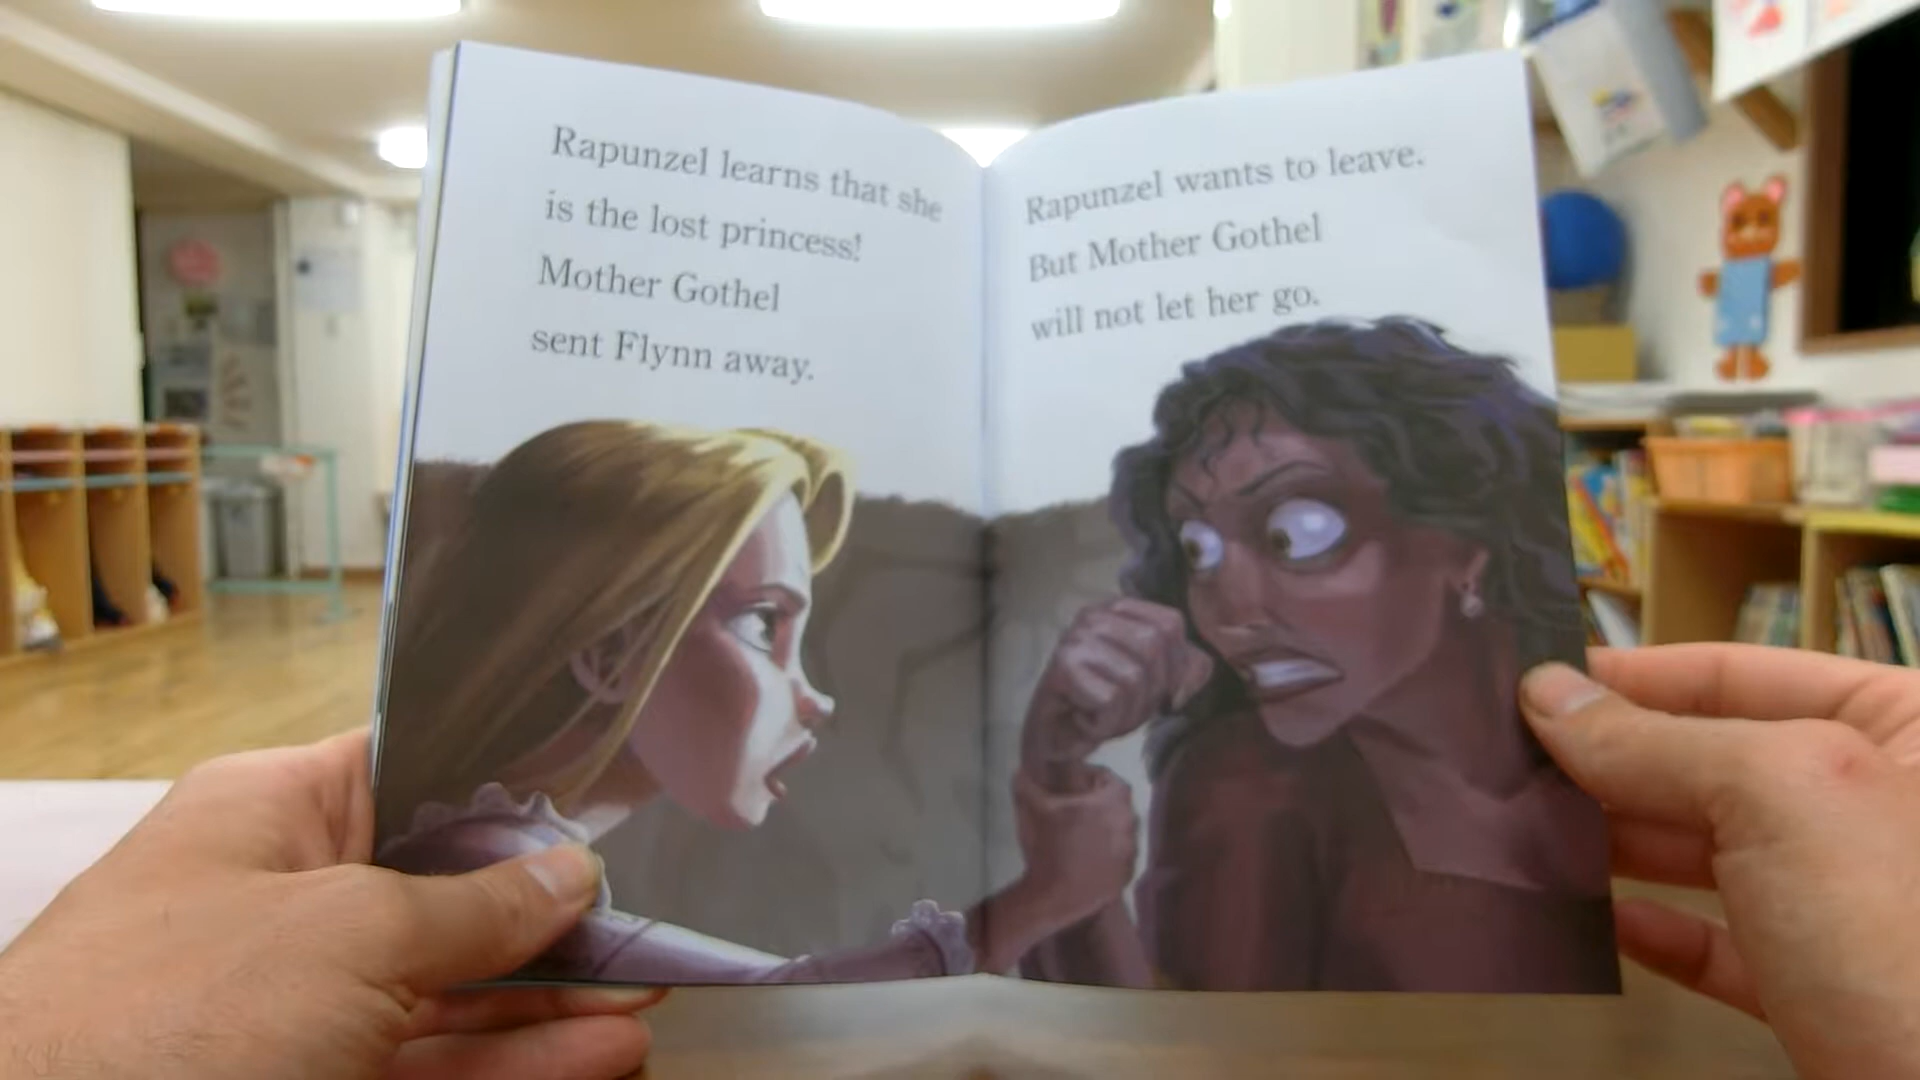 Rapunzel learns that she
is the lost princess!
Mother Gothel
sent Flynn away.
Rapunzel wants to leave.
But Mother Gothel
will not let her go.